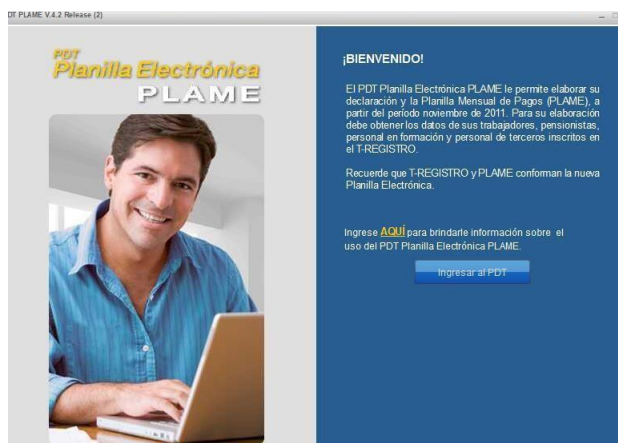 PDT PLAME V.4.2 Release (2)
PDT
Planilla Electrónica
PLAME
¡BIENVENIDO!
El PDT Planilla Electrónica PLAME le permite elaborar su
declaración y la Planilla Mensual de Pagos (PLAME), a
partir del período noviembre de 2011. Para su elaboración
debe obtener los datos de sus trabajadores, pensionistas,
personal en formación y personal de terceros inscritos en
el T-REGISTRO.
Recuerde que T-REGISTRO y PLAME conforman la nueva
Planilla Electrónica.
Ingrese AQUÍ para brindarle información sobre el
uso del PDT Planilla Electrónica PLAME.
Ingresar al PDT